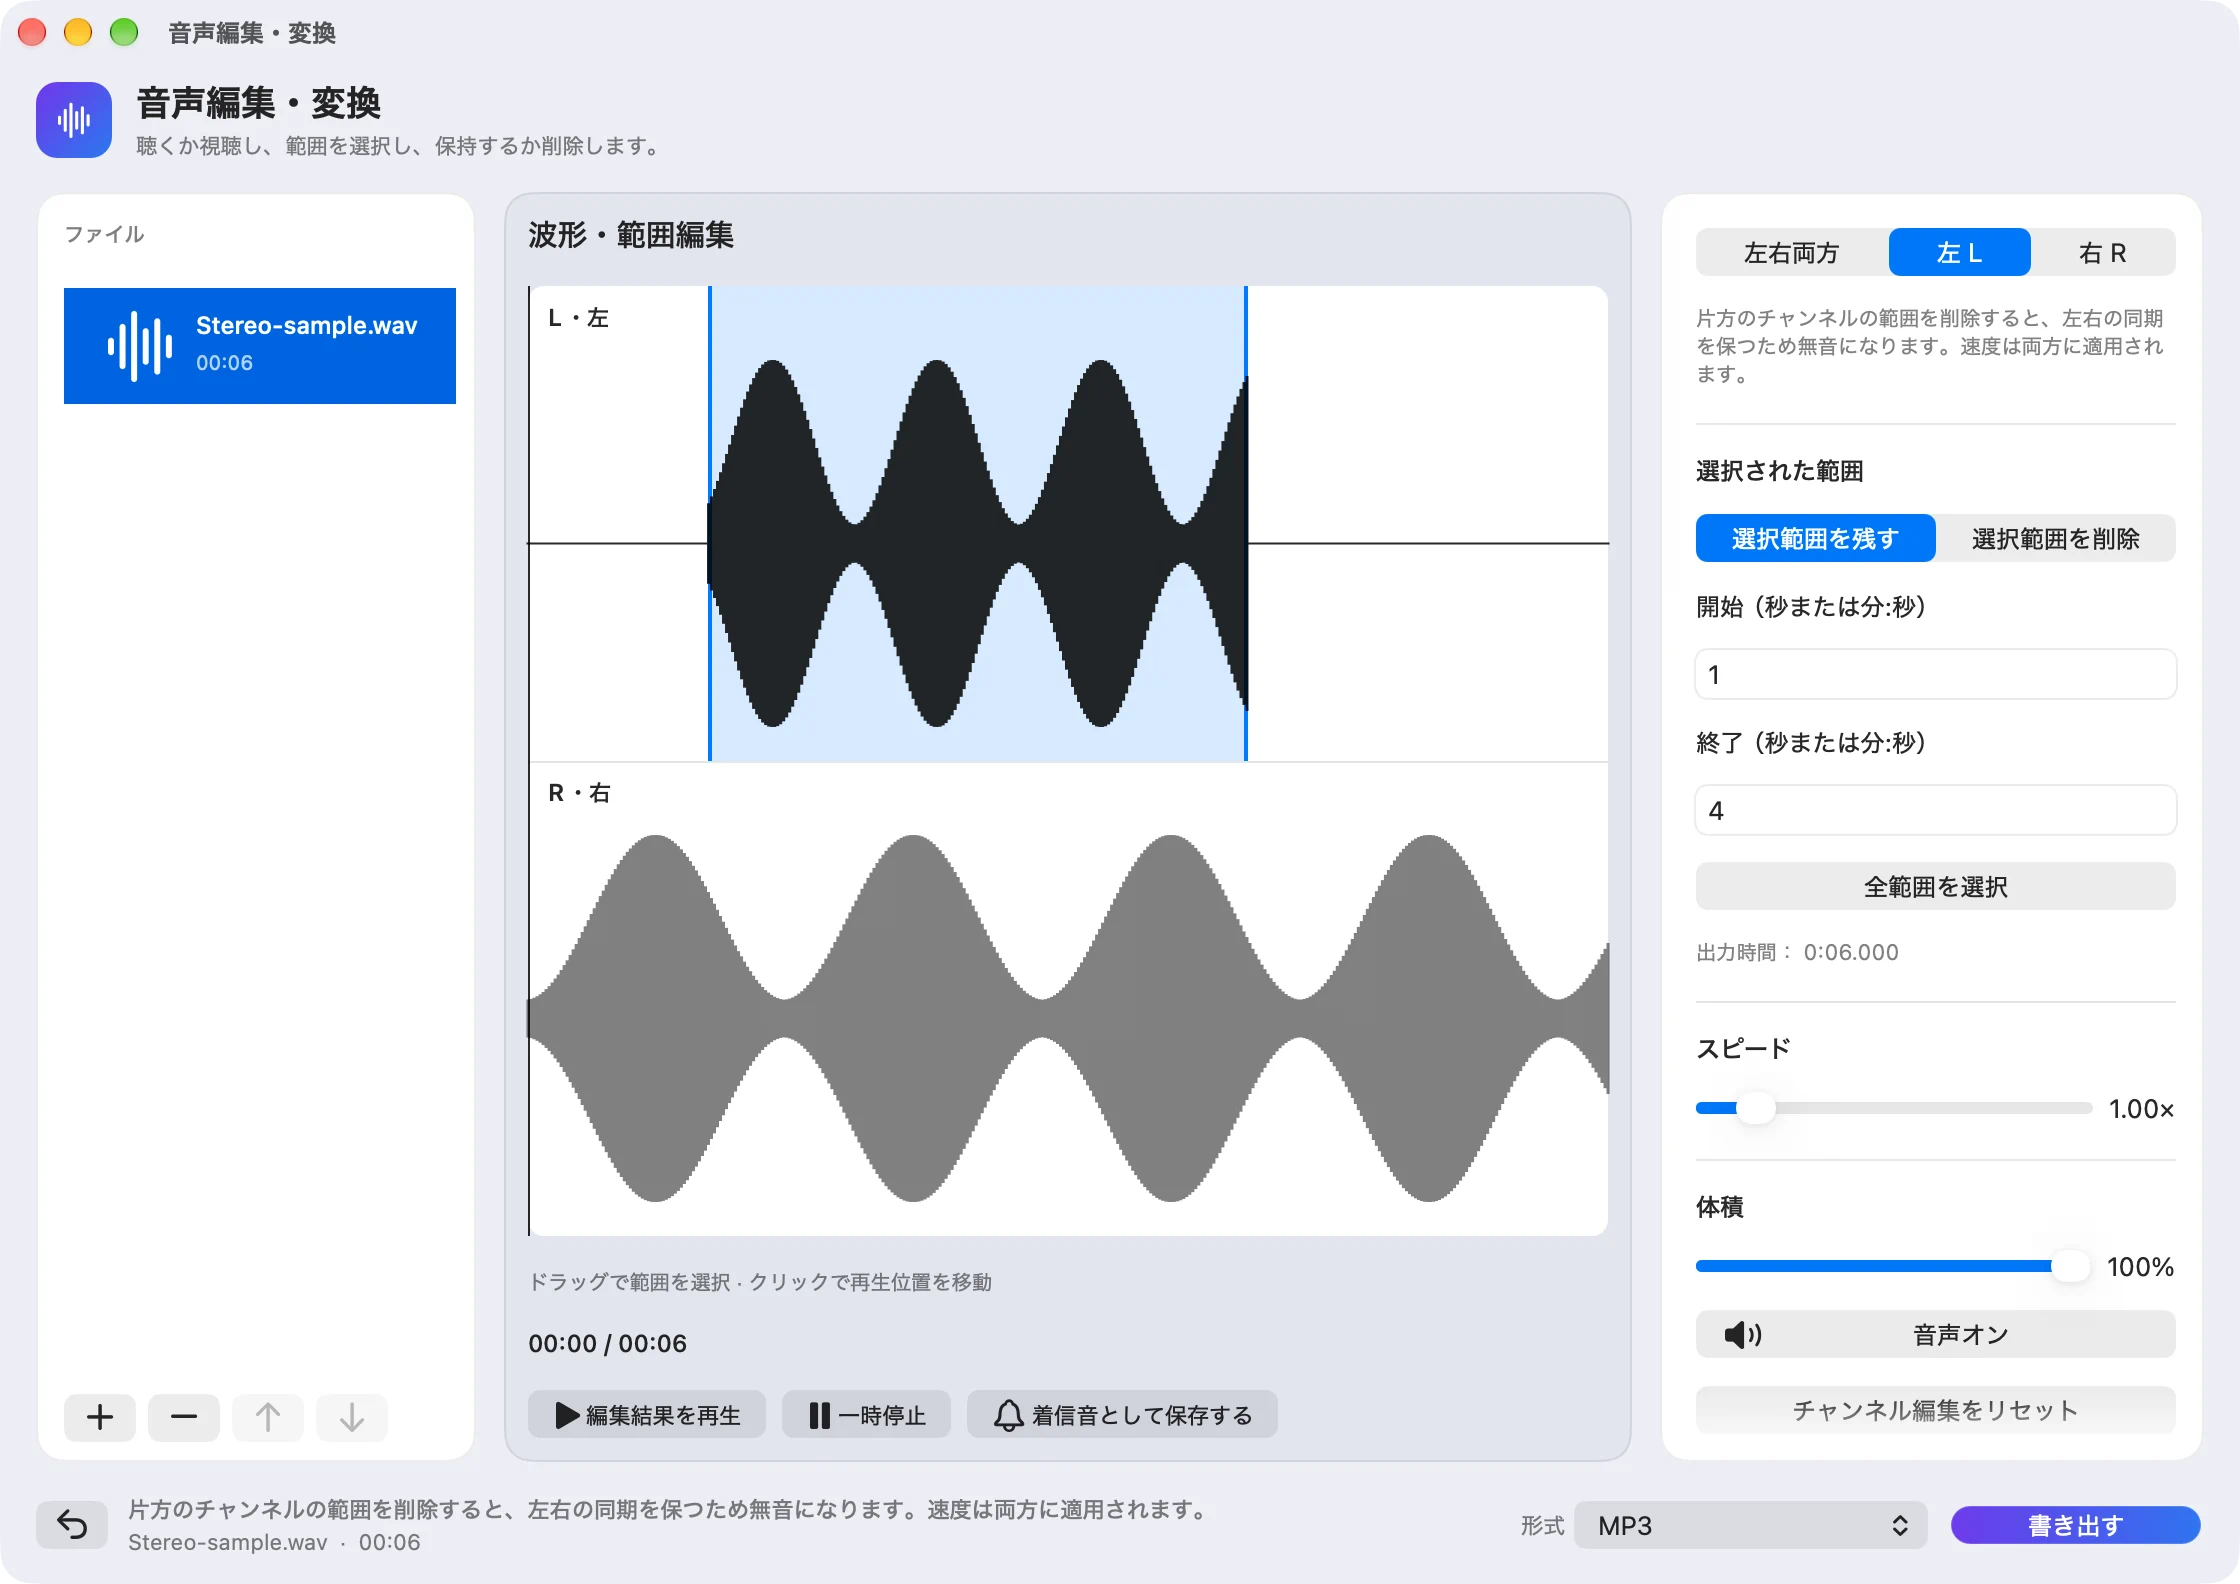 音声編集・変換
音声編集・変換
聴くか視聴し、範囲を選択し、保持するか削除します。
ファイル
Stereo-sample.wav
00:06
波形・範囲編集
L・左
R・右
ドラッグで範囲を選択 · クリックで再生位置を移動
00:00 / 00:06
編集結果を再生
一時停止
着信音として保存する
左右両方
左 L
右 R
片方のチャンネルの範囲を削除すると、左右の同期
を保つため無音になります。速度は両方に適用され
ます。
選択された範囲
選択範囲を残す
選択範囲を削除
開始（秒または分:秒）
1
終了（秒または分:秒）
4
全範囲を選択
出力時間： 0:06.000
スピード
1.00×
体積
100%
音声オン
チャンネル編集をリセット
片方のチャンネルの範囲を削除すると、左右の同期を保つため無音になります。速度は両方に適用されます。
Stereo-sample.wav · 00:06
形式
MP3
書き出す